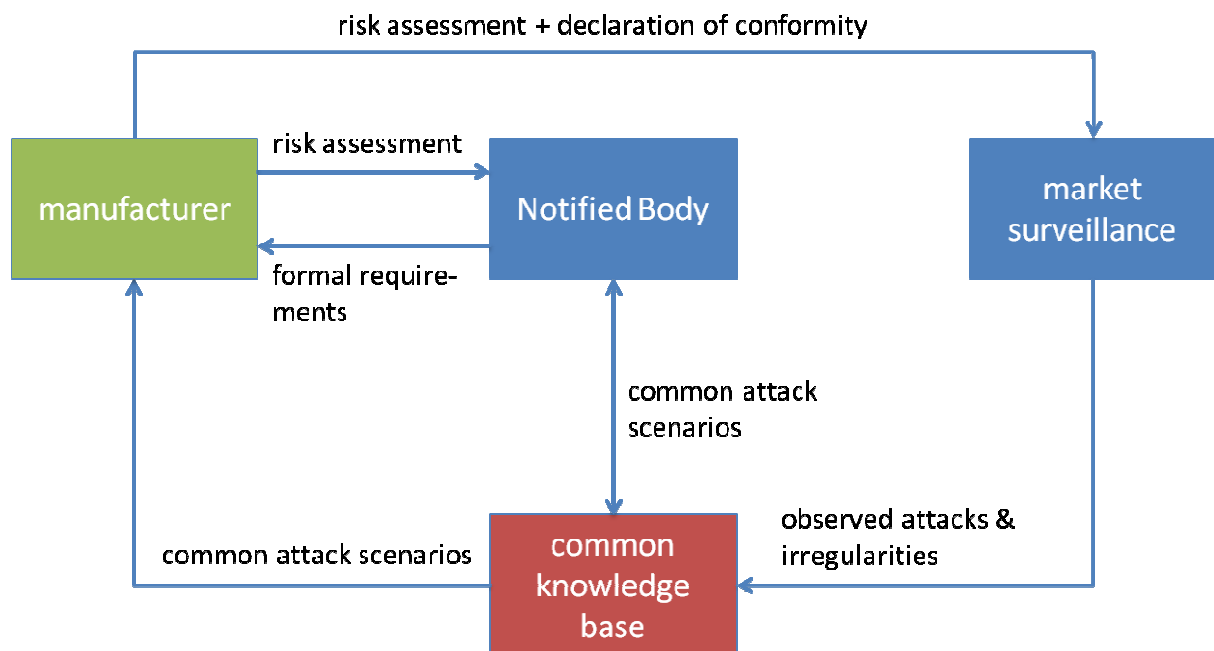 risk assessment + declaration of conformity
risk assessment
manufacturer
Notified Body
market
surveillance
formal require-
ments
common attack
scenarios
common attack scenarios
common
knowledge
base
observed attacks &
irregularities